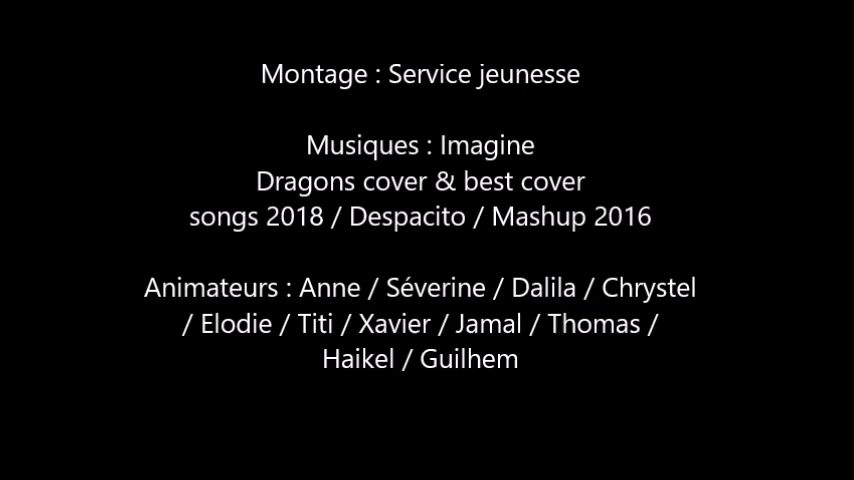 Montage : Service jeunesse
Musiques : Imagine
Dragons cover & best cover
songs 2018 / Despacito / Mashup 2016
Animateurs : Anne / Séverine / Dalila / Chrystel
/ Elodie / Titi / Xavier / Jamal / Thomas /
Haikel / Guilhem